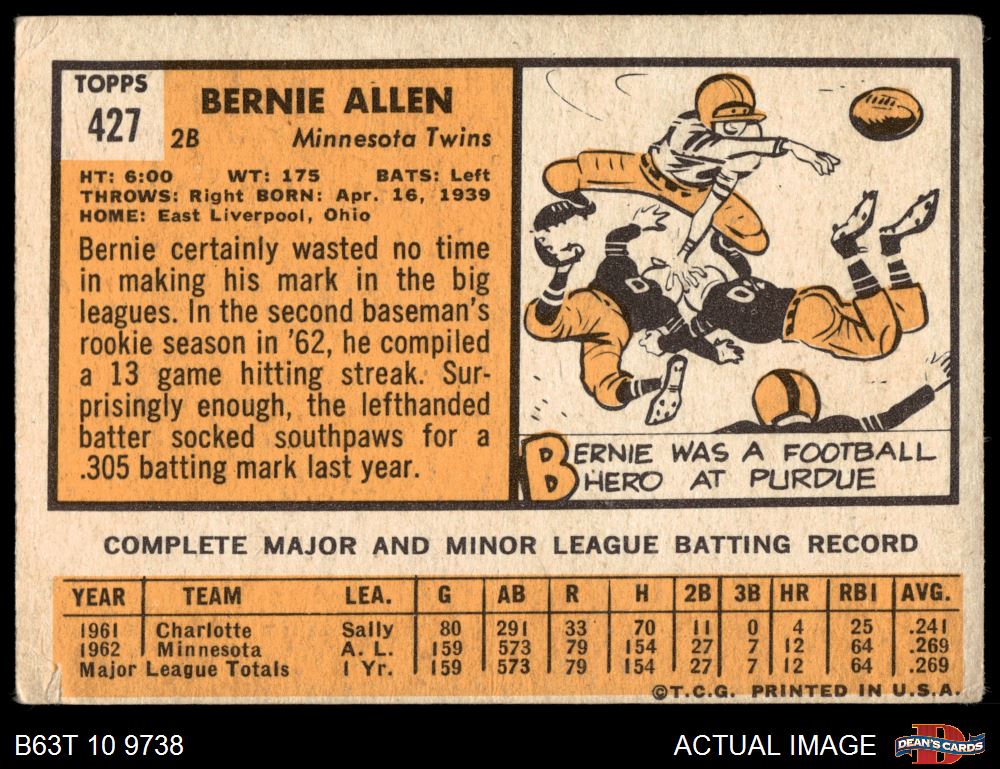 TOPPS
427
BERNIE ALLEN
2B Minnesota Twins
HT: 6:00 WT: 175 BATS: Left
THROWS: Right BORN: Apr. 16, 1939
HOME: East Liverpool, Ohio
Bernie certainly wasted no time
in making his mark in the big
leagues. In the second baseman's
rookie season in '62, he compiled
a 13 game hitting streak. Sur-
prisingly enough, the lefthanded
batter socked southpaws for a
.305 batting mark last year.
0
0
BERNIE WAS A FOOTBALL
HERO AT PURDUE
COMPLETE MAJOR AND MINOR LEAGUE BATTING RECORD
YEAR TEAM LEA. G AB R H 2B 3B HR RBI AVG.
1961 Charlotte Sally 80 291 33 70 11 0 4 25 .241
1962 Minnesota A. L. 159 573 79 154 27 7 12 64 .269
Major League Totals 1 Yr. 159 573 79 154 27 7 12 64 .269
©T.C.G. PRINTED IN U.S.A.
B63T 10 9738 ACTUAL IMAGE
D
DEAN'S CARDS